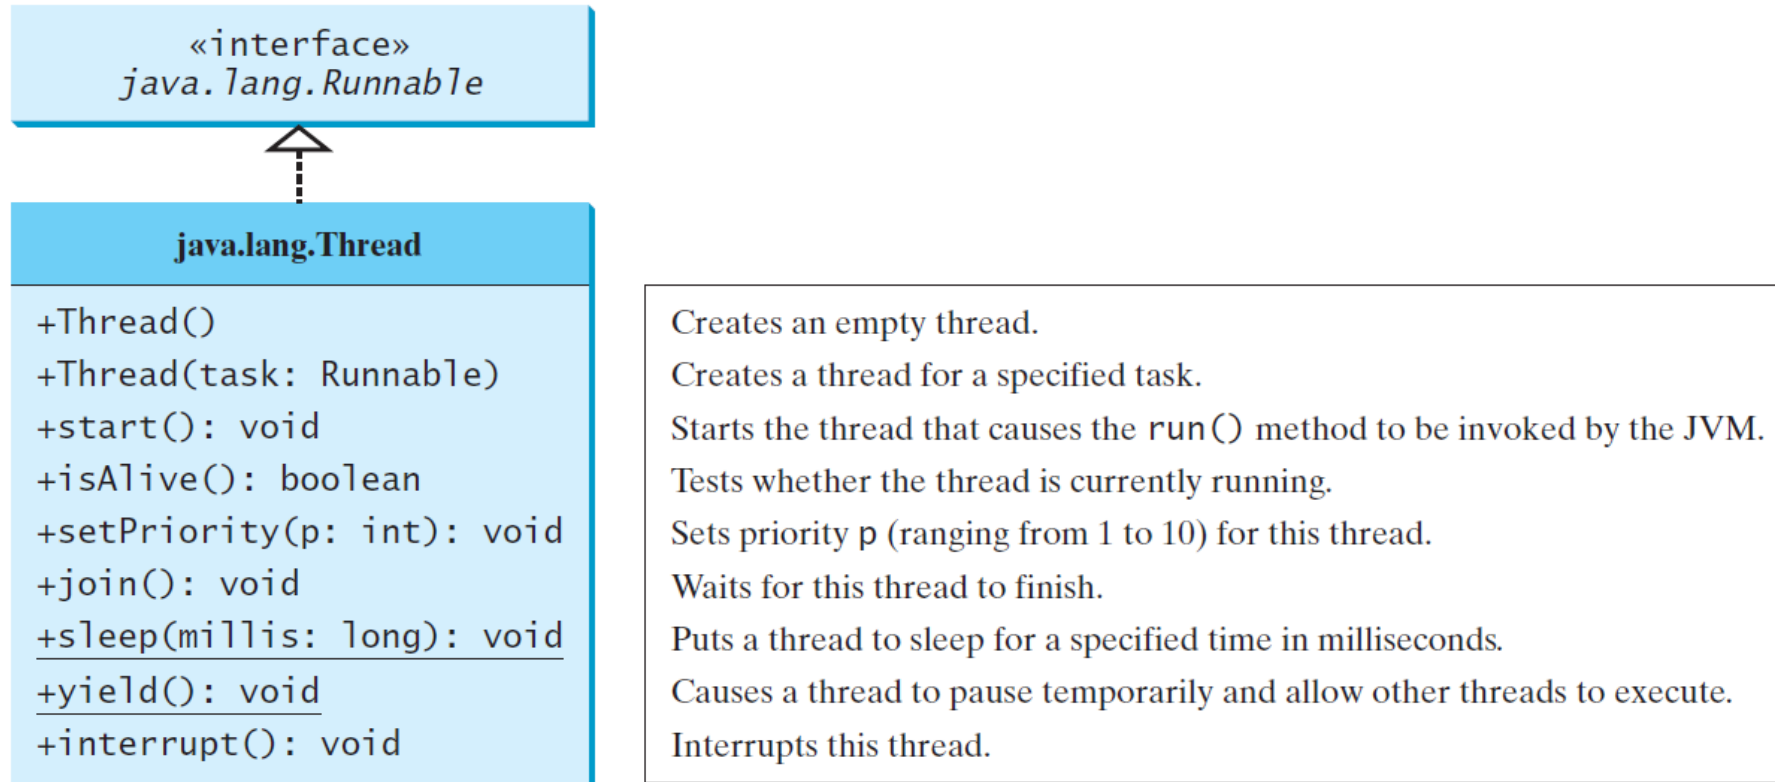 «interface»
java.lang.Runnable
java.lang.Thread
+Thread()
+Thread(task: Runnable)
+start(): void
+isAlive(): boolean
+setPriority(p: int): void
+join(): void
+sleep(millis: long): void
+yield(): void
+interrupt(): void
Creates an empty thread.
Creates a thread for a specified task.
Starts the thread that causes the run() method to be invoked by the JVM.
Tests whether the thread is currently running.
Sets priority p (ranging from 1 to 10) for this thread.
Waits for this thread to finish.
Puts a thread to sleep for a specified time in milliseconds.
Causes a thread to pause temporarily and allow other threads to execute.
Interrupts this thread.